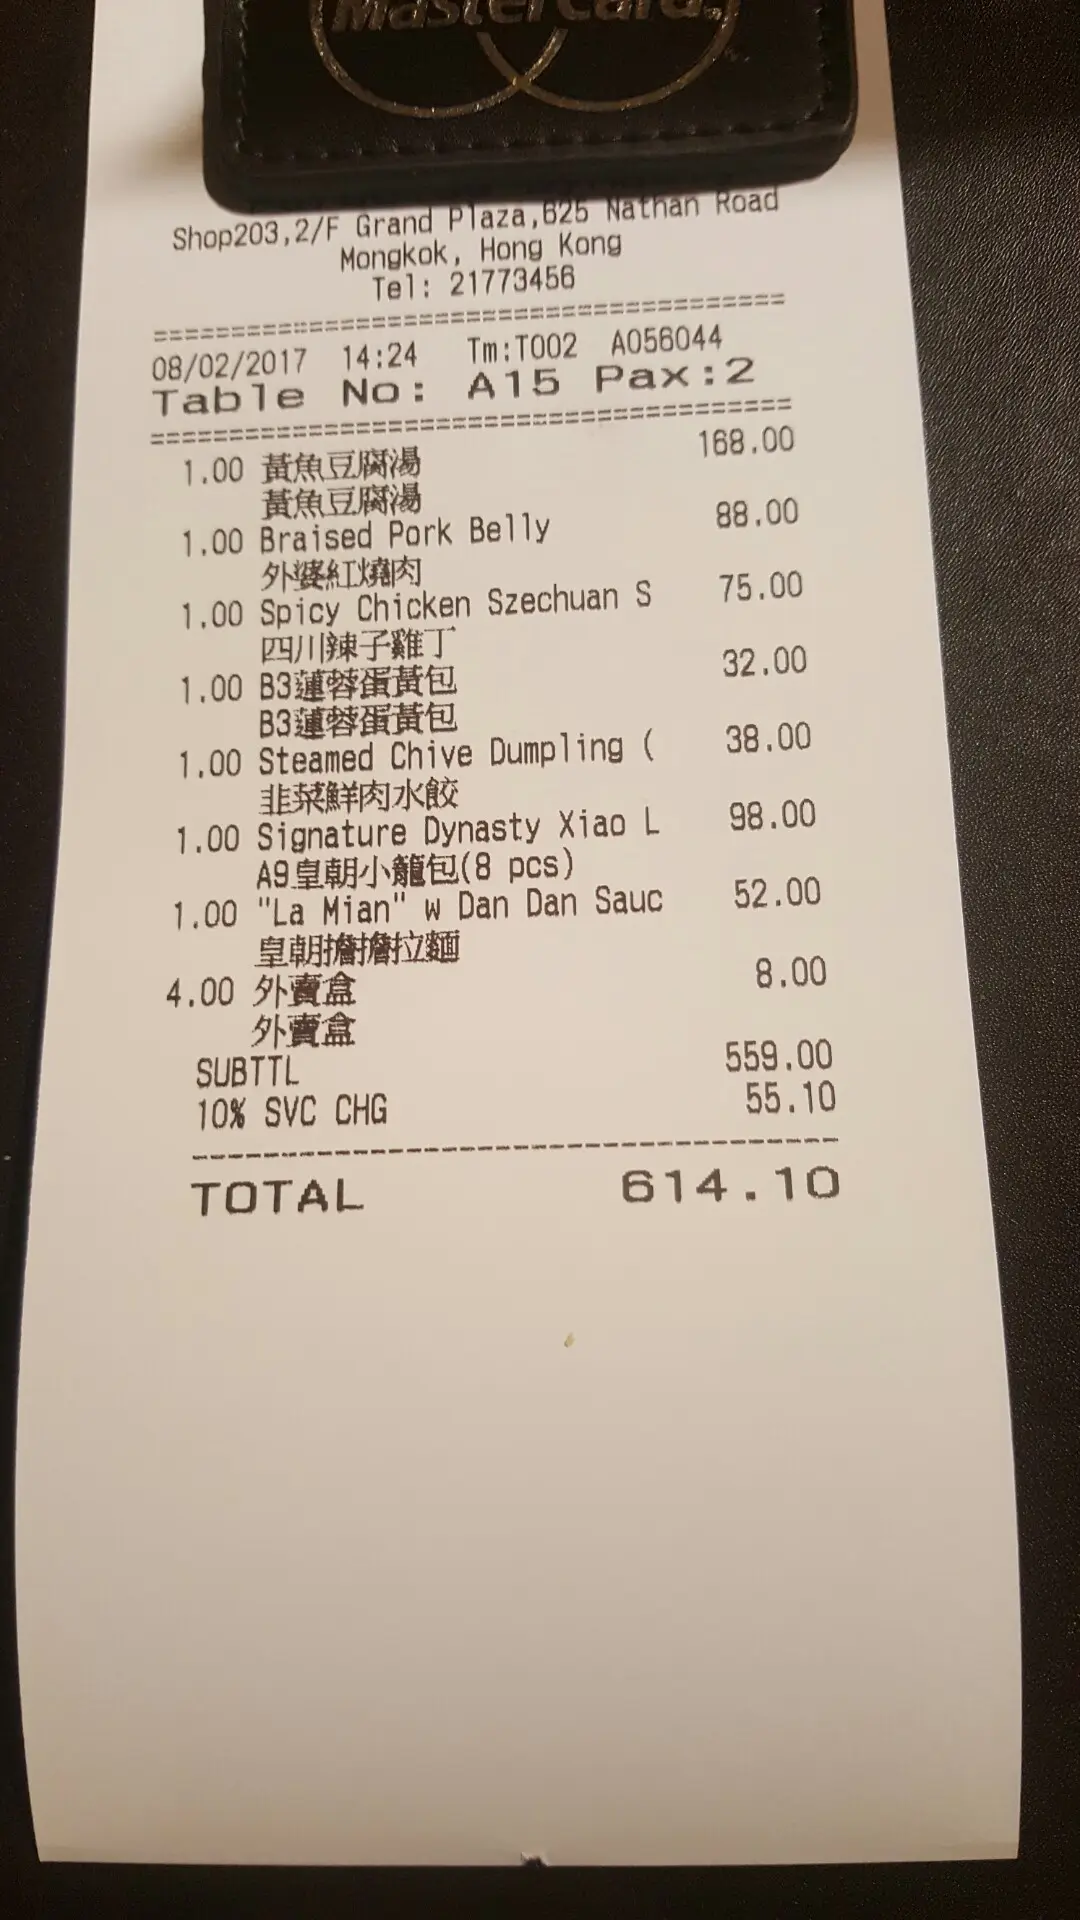 MasterCard.
Shop203,2/F Grand Plaza,625 Nathan Road
Mongkok, Hong Kong
Tel: 21773456
========================================
08/02/2017 14:24 Tm:T002 A056044
Table No: A15 Pax:2
========================================
1.00 黃魚豆腐湯 168.00
黃魚豆腐湯
1.00 Braised Pork Belly 88.00
外婆紅燒肉
1.00 Spicy Chicken Szechuan S 75.00
四川辣子雞丁
1.00 B3蓮蓉蛋黃包 32.00
B3蓮蓉蛋黃包
1.00 Steamed Chive Dumpling ( 38.00
韭菜鮮肉水餃
1.00 Signature Dynasty Xiao L 98.00
A9皇朝小籠包(8 pcs)
1.00 "La Mian" w Dan Dan Sauc 52.00
皇朝擔擔拉麵
4.00 外賣盒 8.00
外賣盒
SUBTTL 559.00
10% SVC CHG 55.10
----------------------------------------
TOTAL 614.10